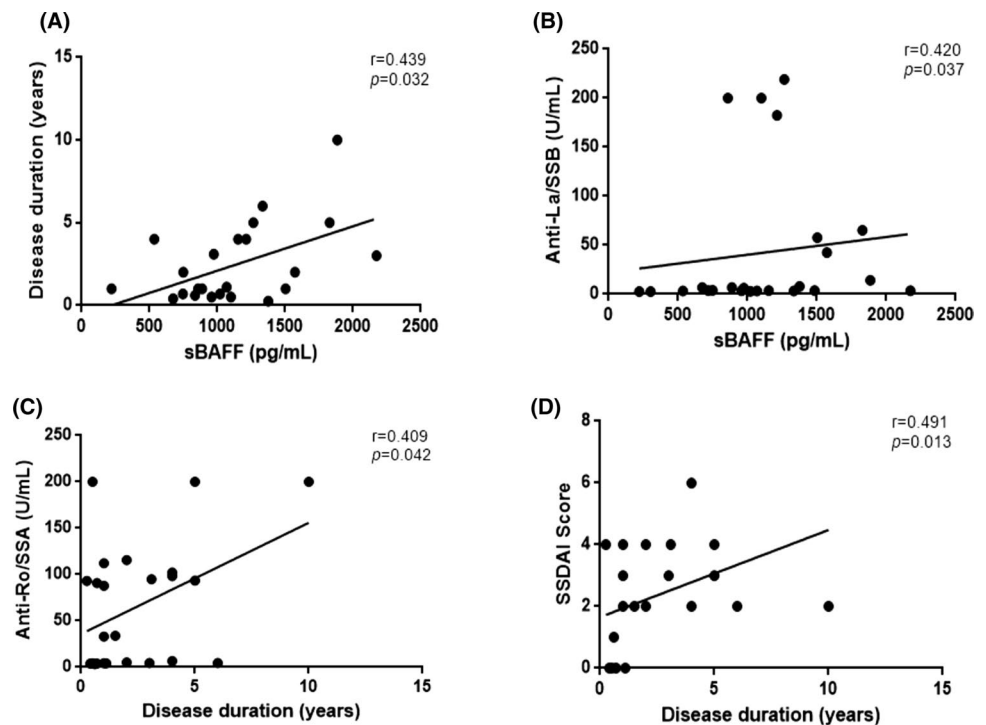 (A)
r=0.439
p=0.032
15
10
5
0
Disease duration (years)
0 500 1000 1500 2000 2500
sBAFF (pg/mL)
(B)
r=0.420
p=0.037
250
200
150
100
50
0
Anti-La/SSB (U/mL)
0 500 1000 1500 2000 2500
sBAFF (pg/mL)
(C)
r=0.409
p=0.042
250
200
150
100
50
0
Anti-Ro/SSA (U/mL)
0 5 10 15
Disease duration (years)
(D)
r=0.491
p=0.013
8
6
4
2
0
SSDAI Score
0 5 10 15
Disease duration (years)